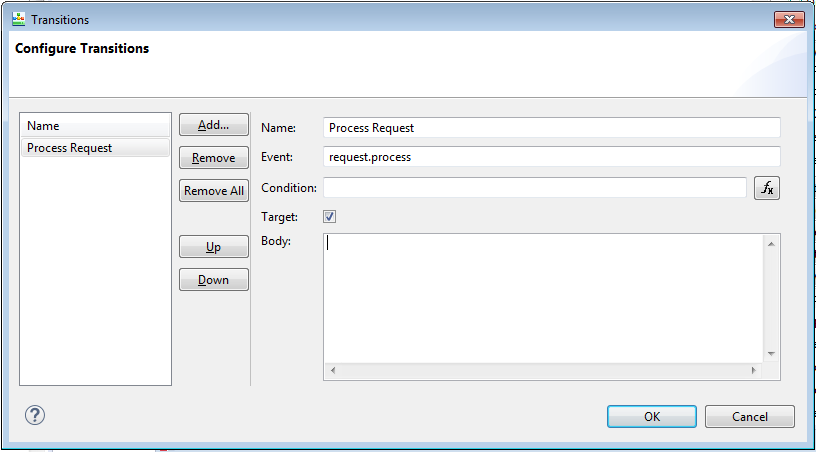 Transitions
Configure Transitions
Name
Process Request
Add...
Remove
Remove All
Up
Down
Name: Process Request
Event: request.process
Condition:
fx
Target:
Body:
?
OK
Cancel